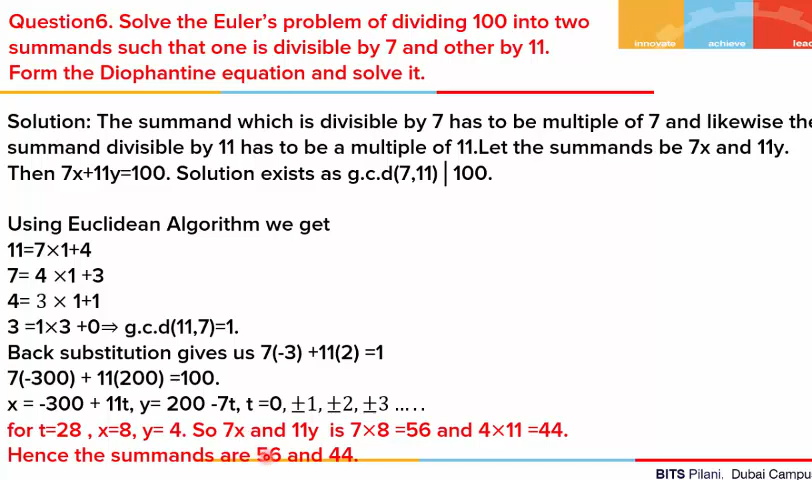 Question6. Solve the Euler's problem of dividing 100 into two
summands such that one is divisible by 7 and other by 11.
Form the Diophantine equation and solve it.
innovate achieve lead
Solution: The summand which is divisible by 7 has to be multiple of 7 and likewise the
summand divisible by 11 has to be a multiple of 11.Let the summands be 7x and 11y.
Then 7x+11y=100. Solution exists as g.c.d(7,11)│100.
Using Euclidean Algorithm we get
11=7×1+4
7= 4 ×1 +3
4= 3 × 1+1
3 =1×3 +0⇒ g.c.d(11,7)=1.
Back substitution gives us 7(-3) +11(2) =1
7(-300) + 11(200) =100.
x = -300 + 11t, y= 200 -7t, t =0, ±1, ±2, ±3 .....
for t=28 , x=8, y= 4. So 7x and 11y is 7×8 =56 and 4×11 =44.
Hence the summands are 56 and 44.
BITS Pilani, Dubai Campu